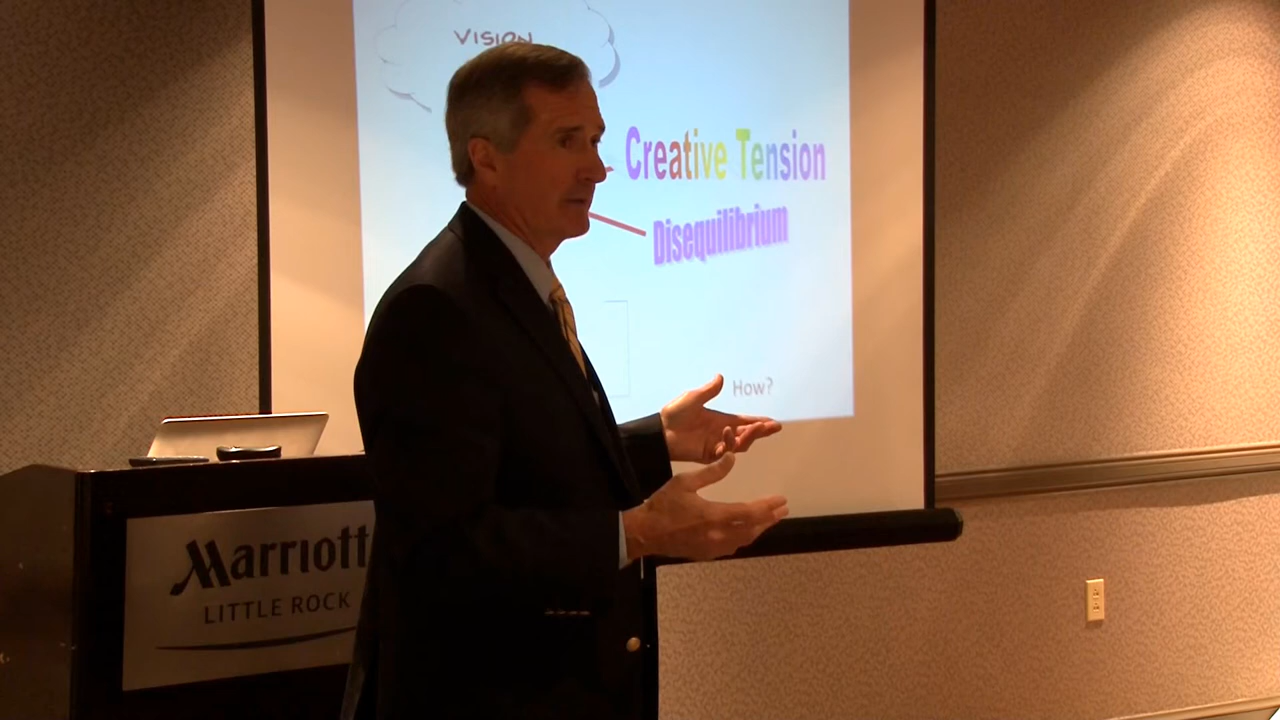 VISION
Creative Tension
Disequilibrium
How?
Marriott
LITTLE ROCK